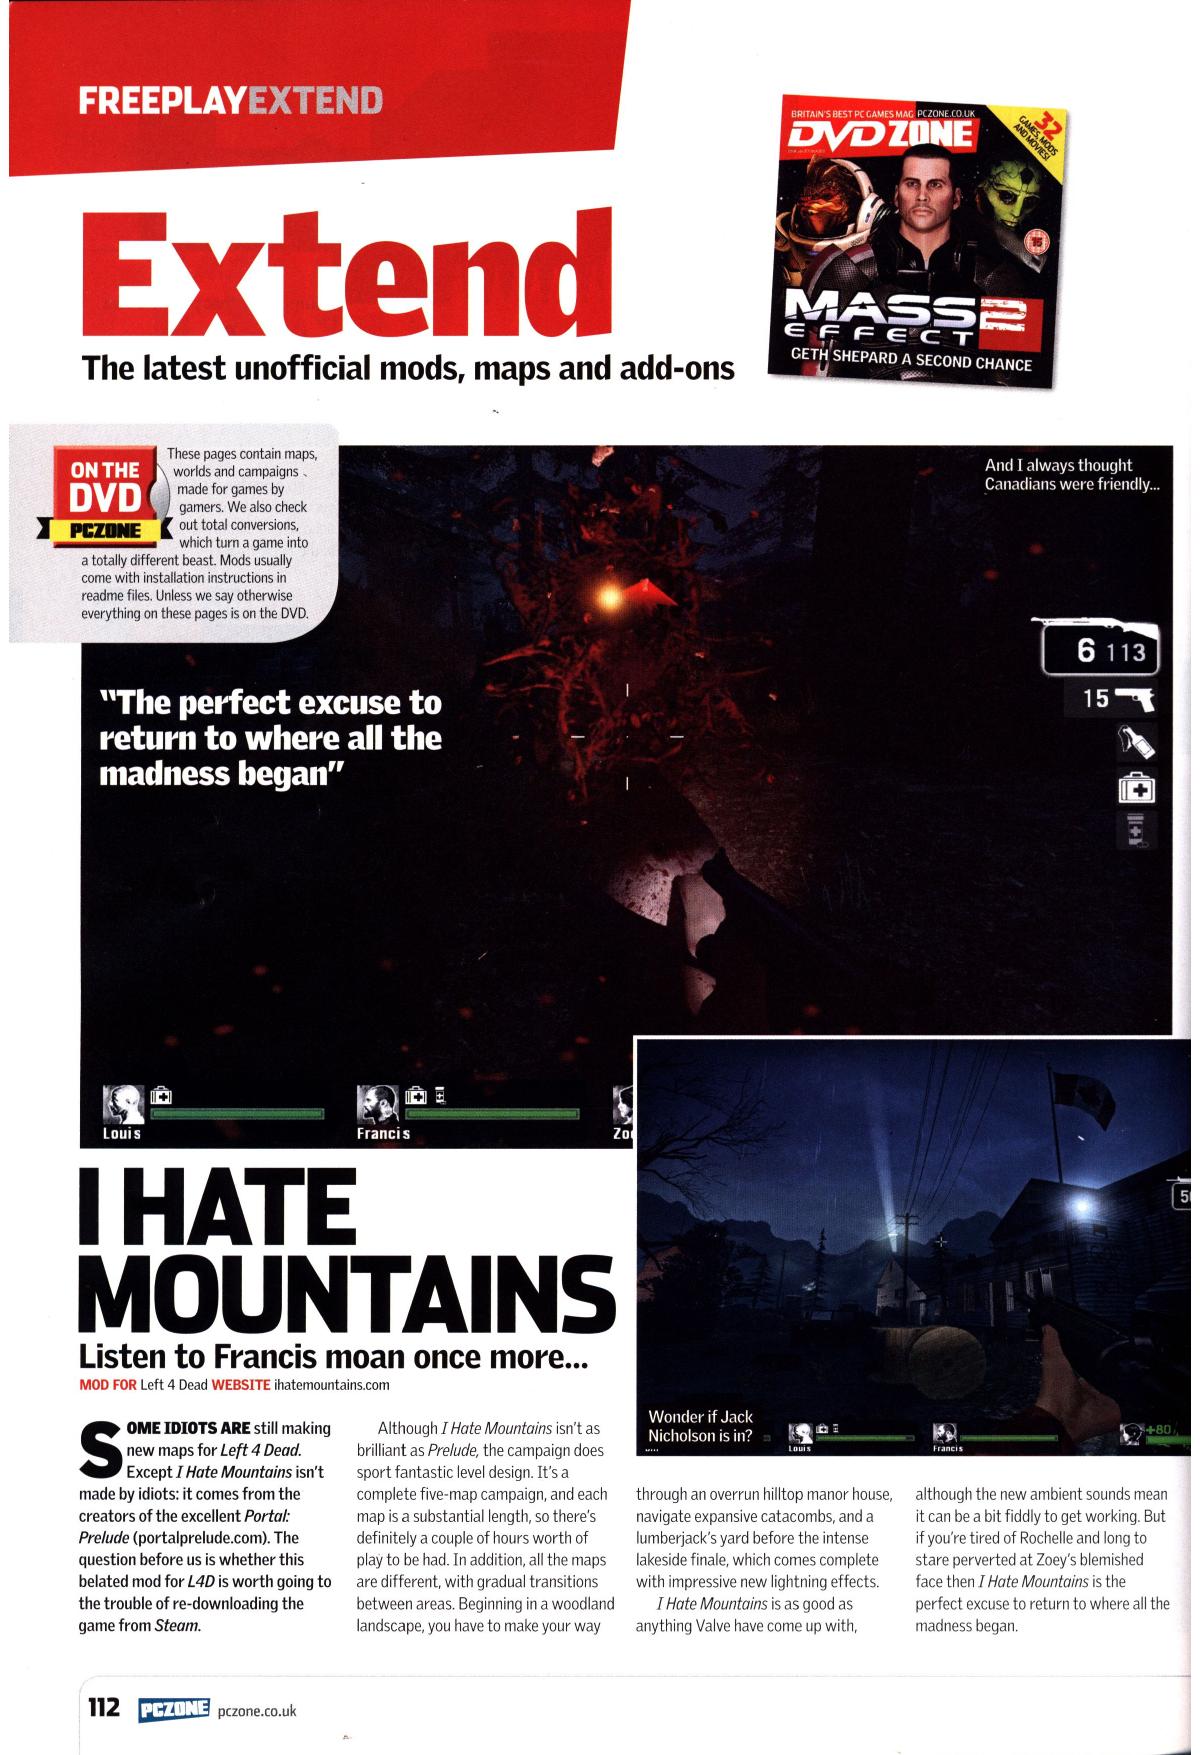 FREEPLAYEXTEND
BRITAIN'S BEST PC GAMES MAG PCZONE.CO.UK
DVDZONE
32
GAMES, MODS
AND MOVIES!
15
MASS 2
EFFECT
GETH SHEPARD A SECOND CHANCE
Extend
The latest unofficial mods, maps and add-ons
ON THE
DVD
PCZONE
These pages contain maps,
worlds and campaigns
made for games by
gamers. We also check
out total conversions,
which turn a game into
a totally different beast. Mods usually
come with installation instructions in
readme files. Unless we say otherwise
everything on these pages is on the DVD.
And I always thought
Canadians were friendly...
6 113
15
"The perfect excuse to
return to where all the
madness began"
Louis
Francis
Zo
I HATE
MOUNTAINS
Listen to Francis moan once more...
MOD FOR Left 4 Dead WEBSITE ihatemountains.com
50
Wonder if Jack
Nicholson is in?
Louis
Francis
+80
SOME IDIOTS ARE still making
new maps for Left 4 Dead.
Except I Hate Mountains isn't
made by idiots: it comes from the
creators of the excellent Portal:
Prelude (portalprelude.com). The
question before us is whether this
belated mod for L4D is worth going to
the trouble of re-downloading the
game from Steam.
Although I Hate Mountains isn't as
brilliant as Prelude, the campaign does
sport fantastic level design. It's a
complete five-map campaign, and each
map is a substantial length, so there's
definitely a couple of hours worth of
play to be had. In addition, all the maps
are different, with gradual transitions
between areas. Beginning in a woodland
landscape, you have to make your way
through an overrun hilltop manor house,
navigate expansive catacombs, and a
lumberjack's yard before the intense
lakeside finale, which comes complete
with impressive new lightning effects.
I Hate Mountains is as good as
anything Valve have come up with,
although the new ambient sounds mean
it can be a bit fiddly to get working. But
if you're tired of Rochelle and long to
stare perverted at Zoey's blemished
face then I Hate Mountains is the
perfect excuse to return to where all the
madness began.
112 PCZONE pczone.co.uk